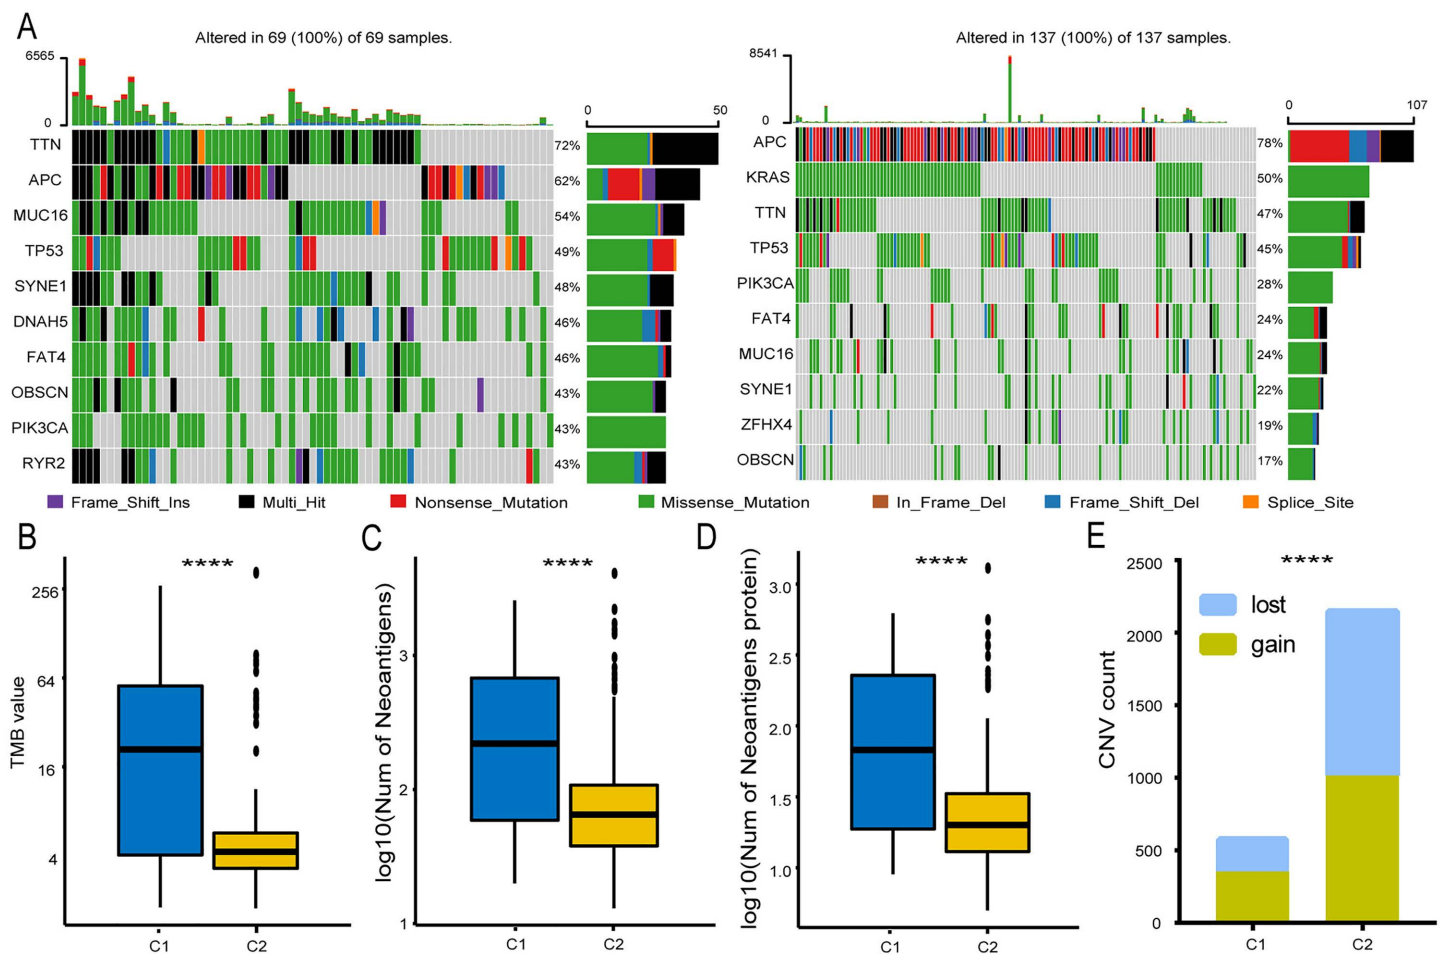 A
Altered in 69 (100%) of 69 samples.
6565
0
0 50
TTN 72%
APC 62%
MUC16 54%
TP53 49%
SYNE1 48%
DNAH5 46%
FAT4 46%
OBSCN 43%
PIK3CA 43%
RYR2 43%
Altered in 137 (100%) of 137 samples.
8541
0
0 107
APC 78%
KRAS 50%
TTN 47%
TP53 45%
PIK3CA 28%
FAT4 24%
MUC16 24%
SYNE1 22%
ZFHX4 19%
OBSCN 17%
Frame_Shift_Ins Multi_Hit Nonsense_Mutation Missense_Mutation In_Frame_Del Frame_Shift_Del Splice_Site
B
****
TMB value
256
64
16
4
C1 C2
C
****
log10(Num of Neoantigens)
3
2
1
C1 C2
D
****
log10(Num of Neoantigens protein)
3.0
2.5
2.0
1.5
1.0
C1 C2
E
****
lost
gain
CNV count
2500
2000
1500
1000
500
0
C1 C2